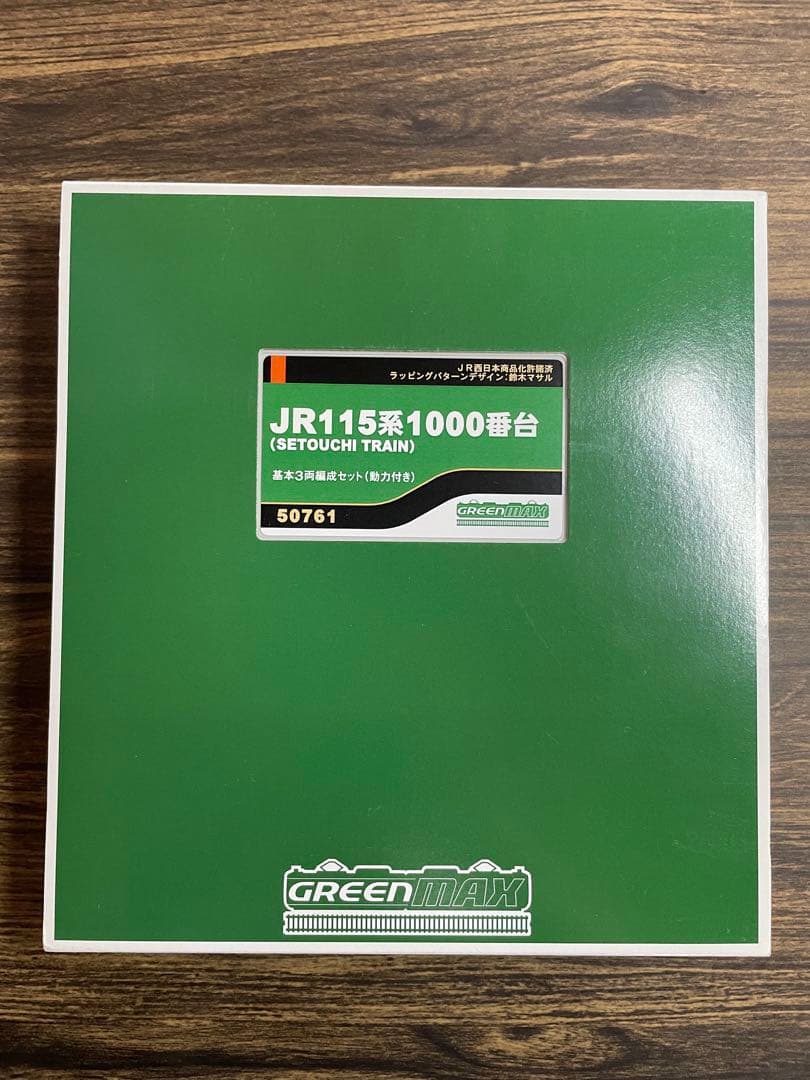 JR西日本商品化許諾済
ラッピングパターンデザイン:鈴木マサル
JR115系1000番台
(SETOUCHI TRAIN)
基本3両編成セット(動力付き)
50761
GREENMAX
GREENMAX